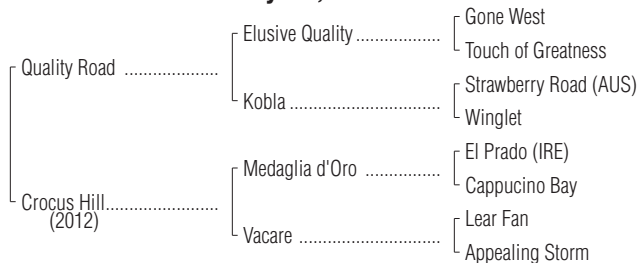 Gone West
Elusive Quality ..................
Touch of Greatness
Quality Road ....................
Strawberry Road (AUS)
Kobla ................................
Winglet
El Prado (IRE)
Medaglia d'Oro ................
Cappucino Bay
Crocus Hill........................
(2012)
Lear Fan
Vacare ..............................
Appealing Storm